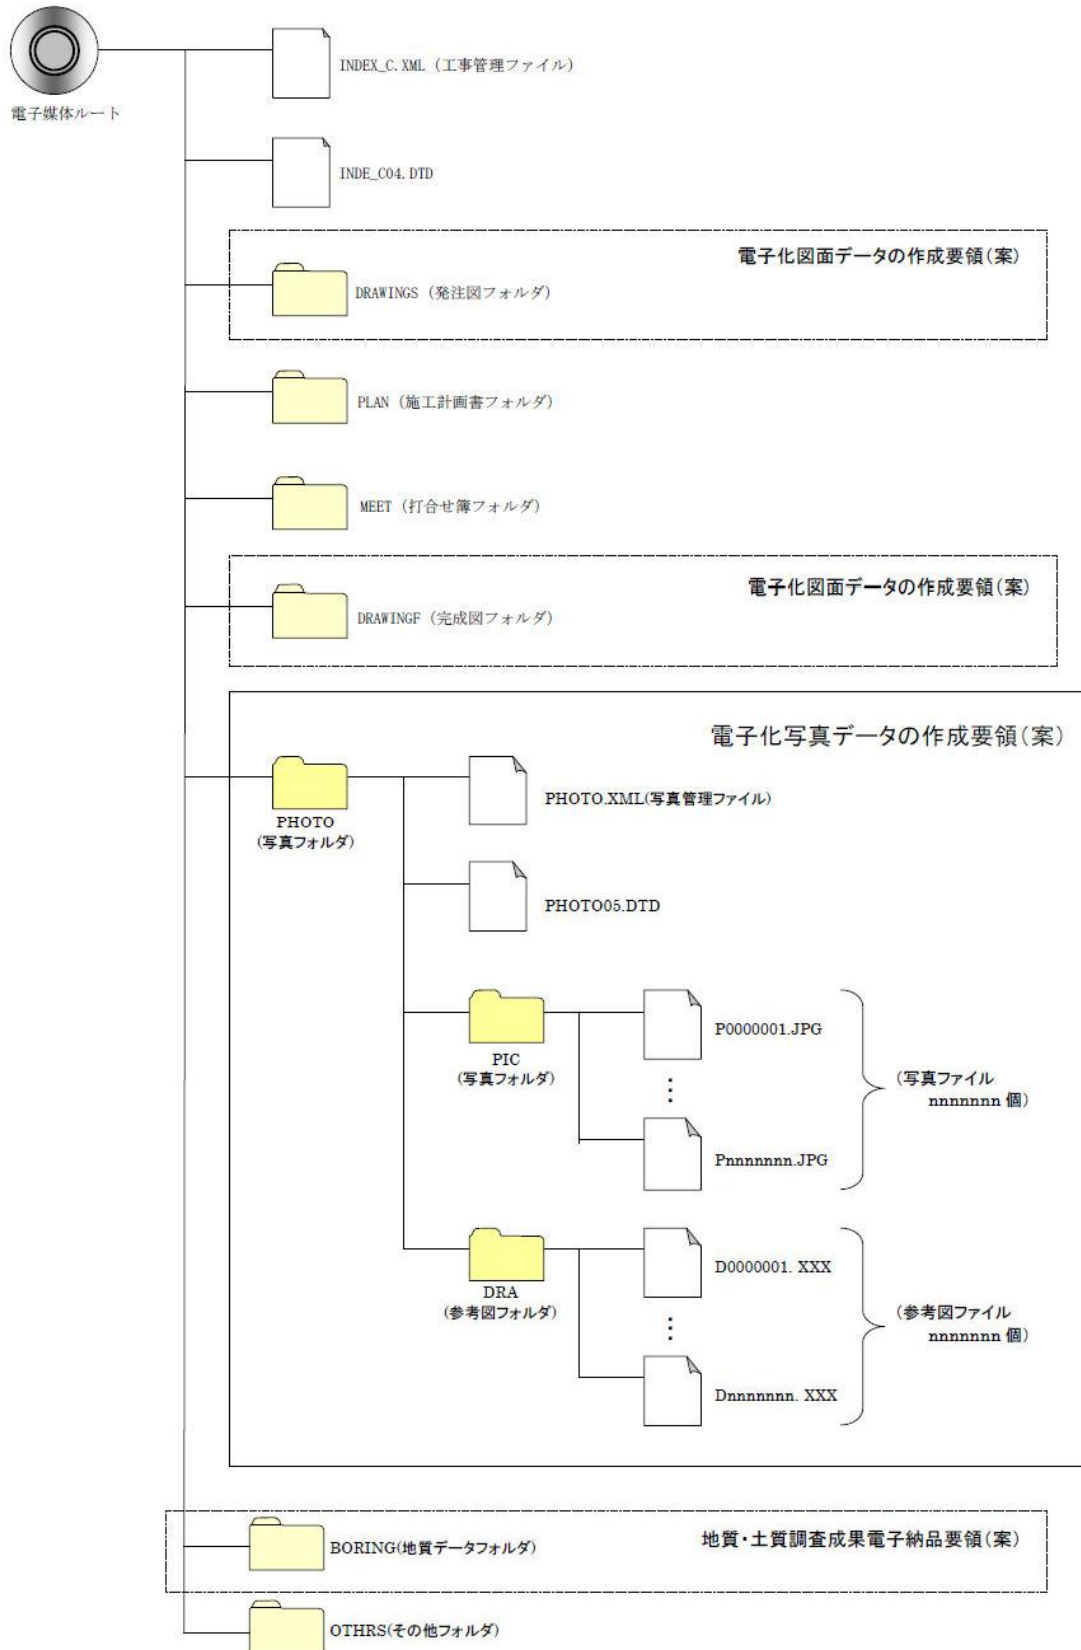 電子媒体ルート
INDEX_C.XML (工事管理ファイル)
INDE_C04.DTD
電子化図面データの作成要領(案)
DRAWINGS (発注図フォルダ)
PLAN (施工計画書フォルダ)
MEET (打合せ簿フォルダ)
電子化図面データの作成要領(案)
DRAWINGF (完成図フォルダ)
電子化写真データの作成要領(案)
PHOTO
(写真フォルダ)
PHOTO.XML(写真管理ファイル)
PHOTO05.DTD
PIC
(写真フォルダ)
P0000001.JPG
⋮
Pnnnnnnn.JPG
(写真ファイル
nnnnnnn 個)
DRA
(参考図フォルダ)
D0000001. XXX
⋮
Dnnnnnnn. XXX
(参考図ファイル
nnnnnnn 個)
地質・土質調査成果電子納品要領(案)
BORING(地質データフォルダ)
OTHRS(その他フォルダ)